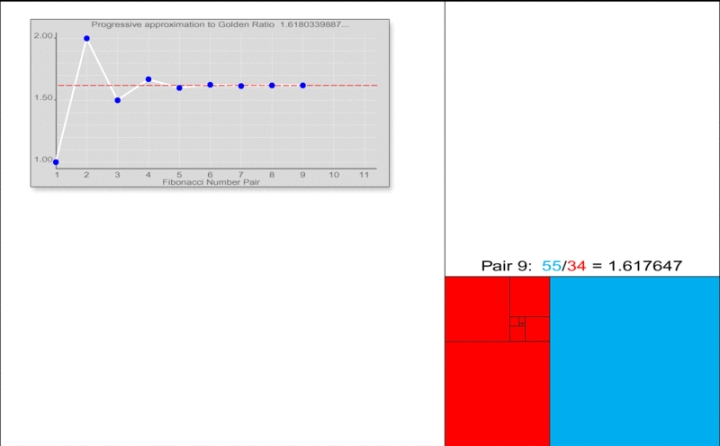 Progressive approximation to Golden Ratio 1.6180339887...
2.00
1.50
1.00
1 2 3 4 5 6 7 8 9 10 11
Fibonacci Number Pair
Pair 9: 55/34 = 1.617647